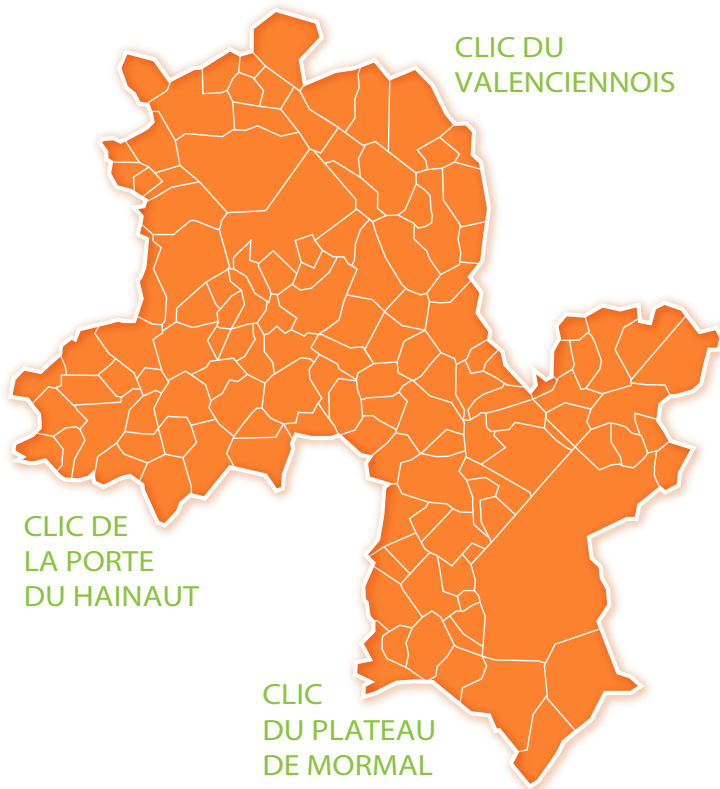 CLIC DU
VALENCIENNOIS
CLIC DE
LA PORTE
DU HAINAUT
CLIC
DU PLATEAU
DE MORMAL